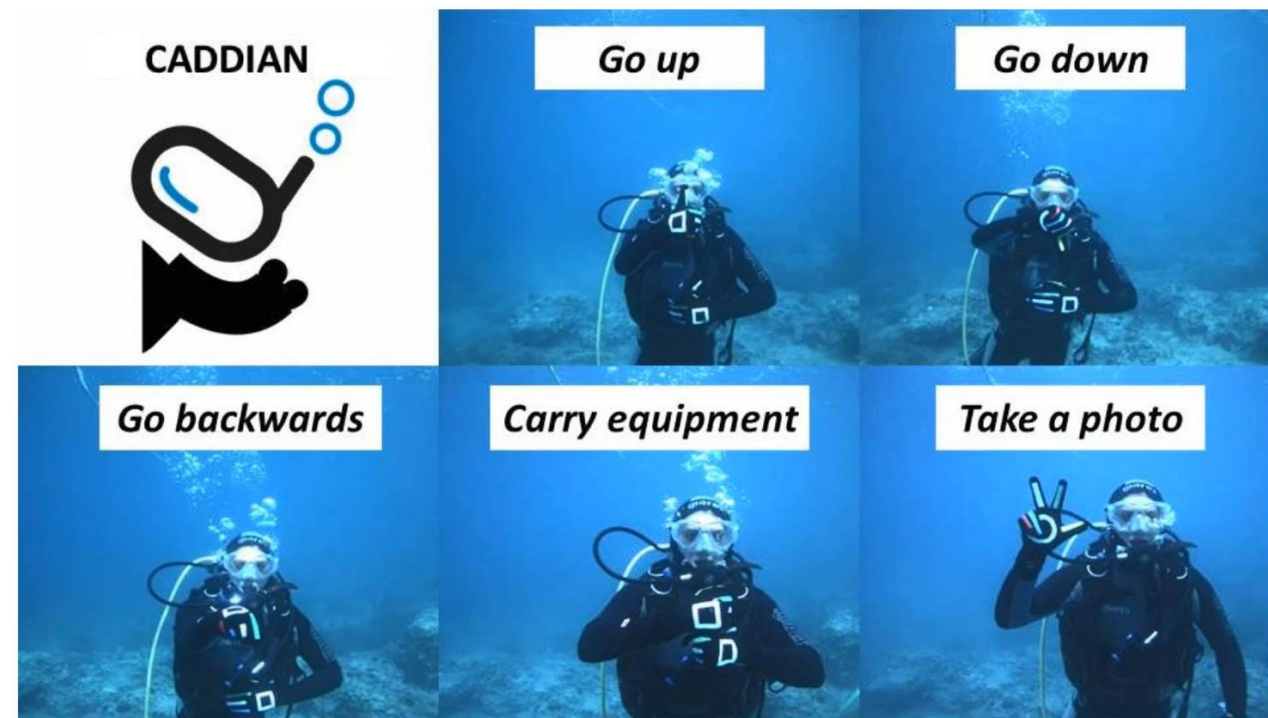 CADDIAN
Go up
Go down
Go backwards
Carry equipment
Take a photo